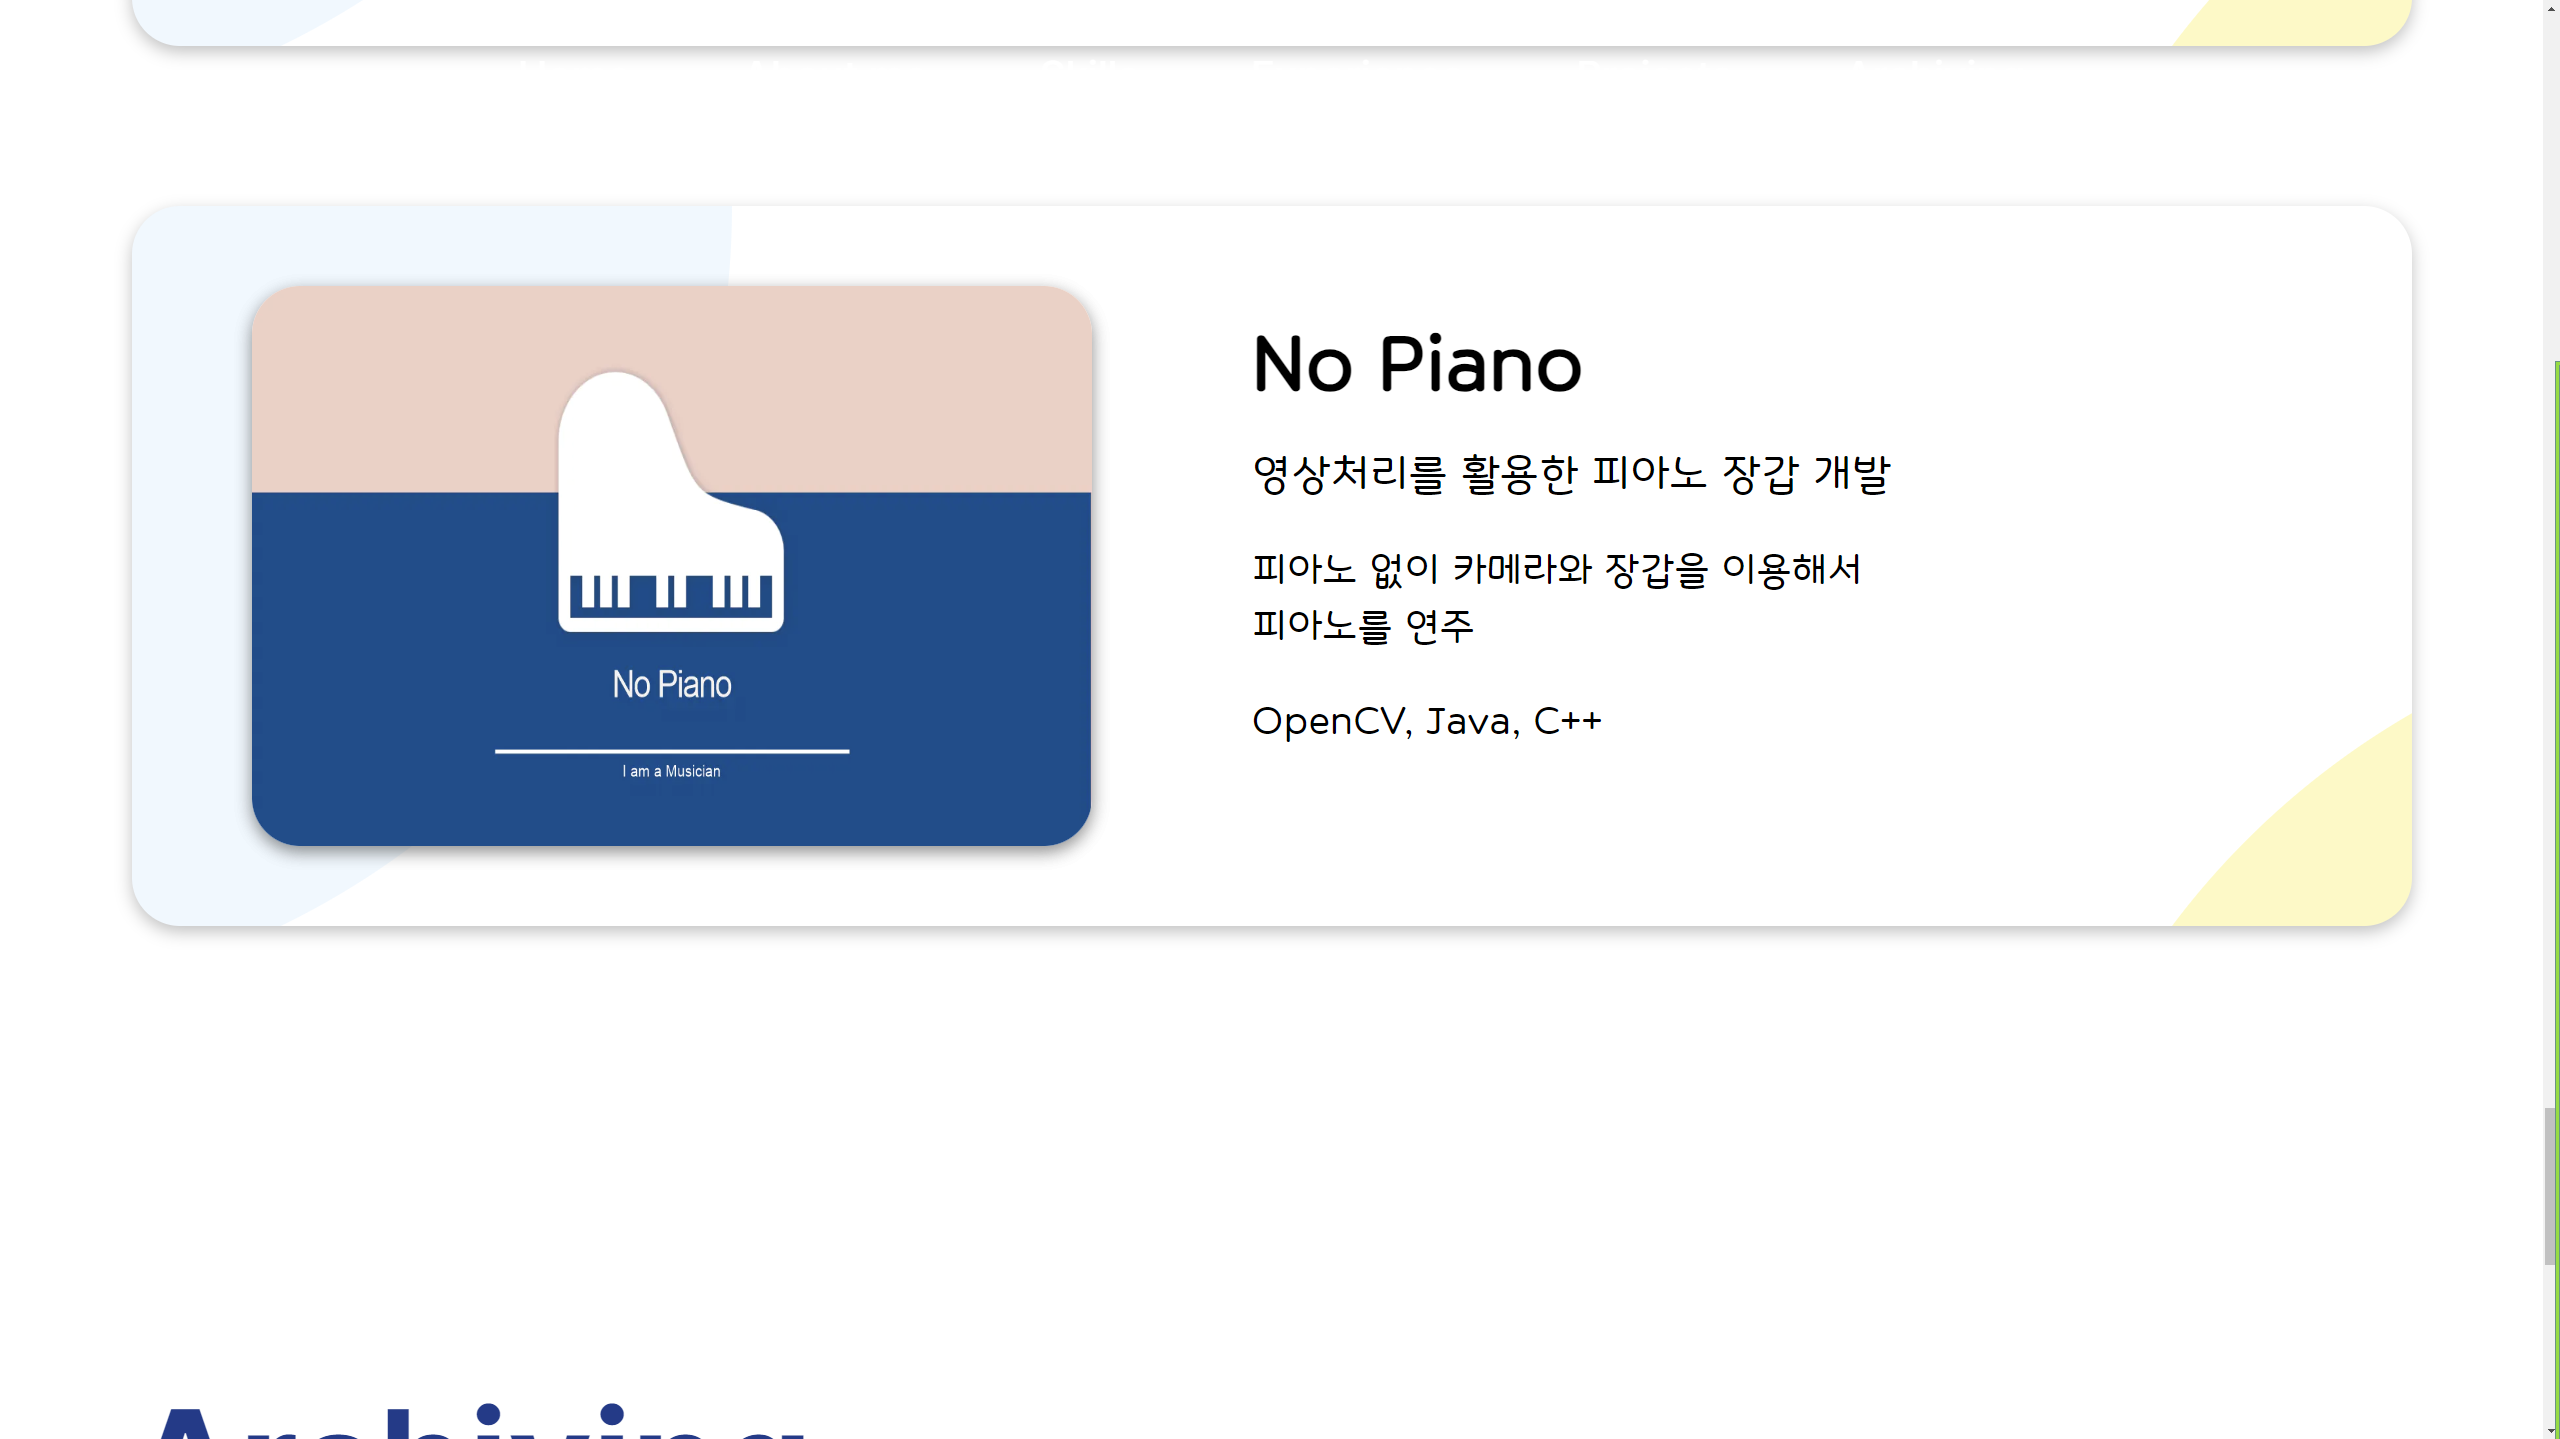 No Piano
I am a Musician
No Piano
영상처리를 활용한 피아노 장갑 개발
피아노 없이 카메라와 장갑을 이용해서
피아노를 연주
OpenCV, Java, C++
Archiving